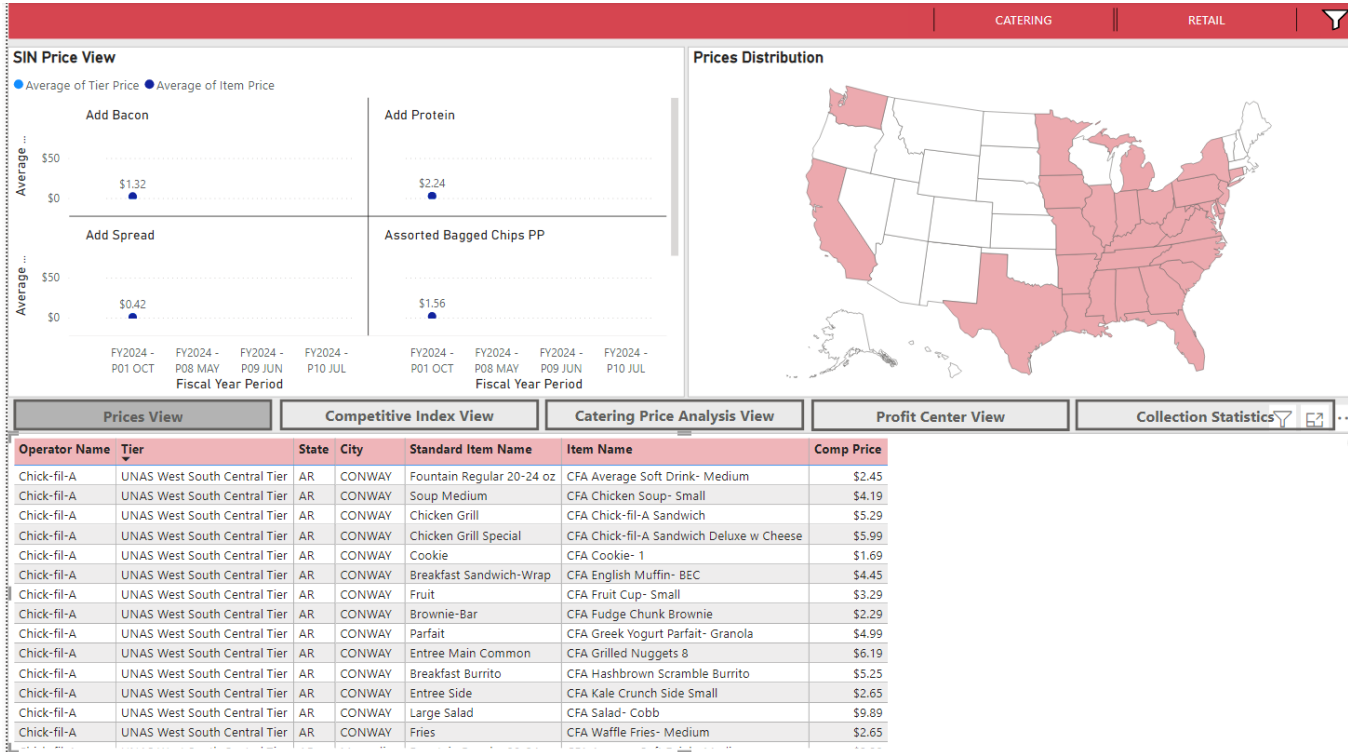 CATERING RETAIL
SIN Price View
Average of Tier Price Average of Item Price
Add Bacon Add Protein
Average ...
$50
$0
$1.32 $2.24
Add Spread Assorted Bagged Chips PP
Average ...
$50
$0
$0.42 $1.56
FY2024 - FY2024 - FY2024 - FY2024 - FY2024 - FY2024 - FY2024 - FY2024 -
P01 OCT P08 MAY P09 JUN P10 JUL P01 OCT P08 MAY P09 JUN P10 JUL
Fiscal Year Period Fiscal Year Period
Prices Distribution
Prices View Competitive Index View Catering Price Analysis View Profit Center View Collection Statistics
Operator Name Tier State City Standard Item Name Item Name Comp Price
Chick-fil-A UNAS West South Central Tier AR CONWAY Fountain Regular 20-24 oz CFA Average Soft Drink- Medium $2.45
Chick-fil-A UNAS West South Central Tier AR CONWAY Soup Medium CFA Chicken Soup- Small $4.19
Chick-fil-A UNAS West South Central Tier AR CONWAY Chicken Grill CFA Chick-fil-A Sandwich $5.29
Chick-fil-A UNAS West South Central Tier AR CONWAY Chicken Grill Special CFA Chick-fil-A Sandwich Deluxe w Cheese $5.99
Chick-fil-A UNAS West South Central Tier AR CONWAY Cookie CFA Cookie- 1 $1.69
Chick-fil-A UNAS West South Central Tier AR CONWAY Breakfast Sandwich-Wrap CFA English Muffin- BEC $4.45
Chick-fil-A UNAS West South Central Tier AR CONWAY Fruit CFA Fruit Cup- Small $3.29
Chick-fil-A UNAS West South Central Tier AR CONWAY Brownie-Bar CFA Fudge Chunk Brownie $2.29
Chick-fil-A UNAS West South Central Tier AR CONWAY Parfait CFA Greek Yogurt Parfait- Granola $4.99
Chick-fil-A UNAS West South Central Tier AR CONWAY Entree Main Common CFA Grilled Nuggets 8 $6.19
Chick-fil-A UNAS West South Central Tier AR CONWAY Breakfast Burrito CFA Hashbrown Scramble Burrito $5.25
Chick-fil-A UNAS West South Central Tier AR CONWAY Entree Side CFA Kale Crunch Side Small $2.65
Chick-fil-A UNAS West South Central Tier AR CONWAY Large Salad CFA Salad- Cobb $9.89
Chick-fil-A UNAS West South Central Tier AR CONWAY Fries CFA Waffle Fries- Medium $2.65